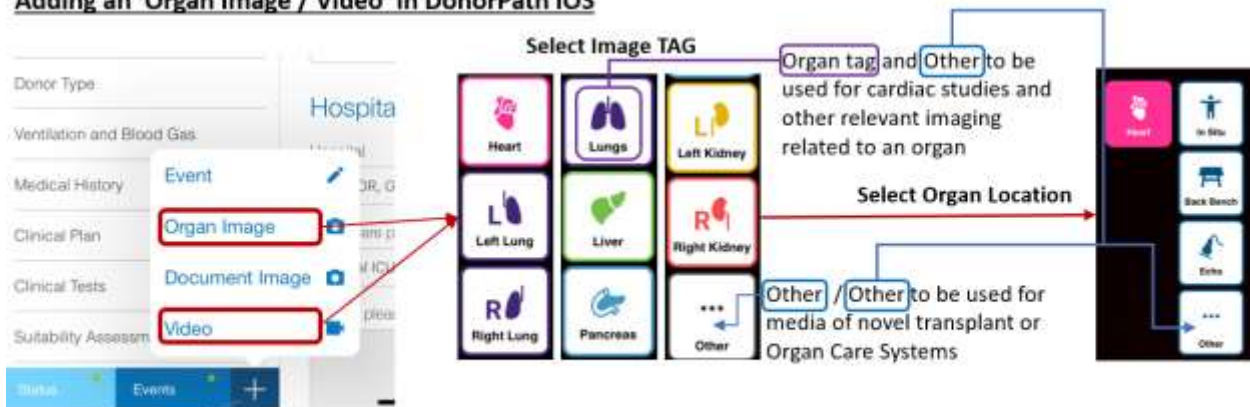 Adding an 'Organ Image / Video' in DonorPath iOS
Donor Type
Ventilation and Blood Gas
Medical History
Clinical Plan
Clinical Tests
Suitability Assessm
Status
Events
Hospita
Hospital
Event
Organ Image
Document Image
Video
Select Image TAG
Heart
Lungs
Left Kidney
Left Lung
Liver
Right Kidney
Right Lung
Pancreas
Other
Organ tag and Other to be
used for cardiac studies and
other relevant imaging
related to an organ
Select Organ Location
Other / Other to be used for
media of novel transplant or
Organ Care Systems
Heart
In Situ
Back Bench
Echo
Other